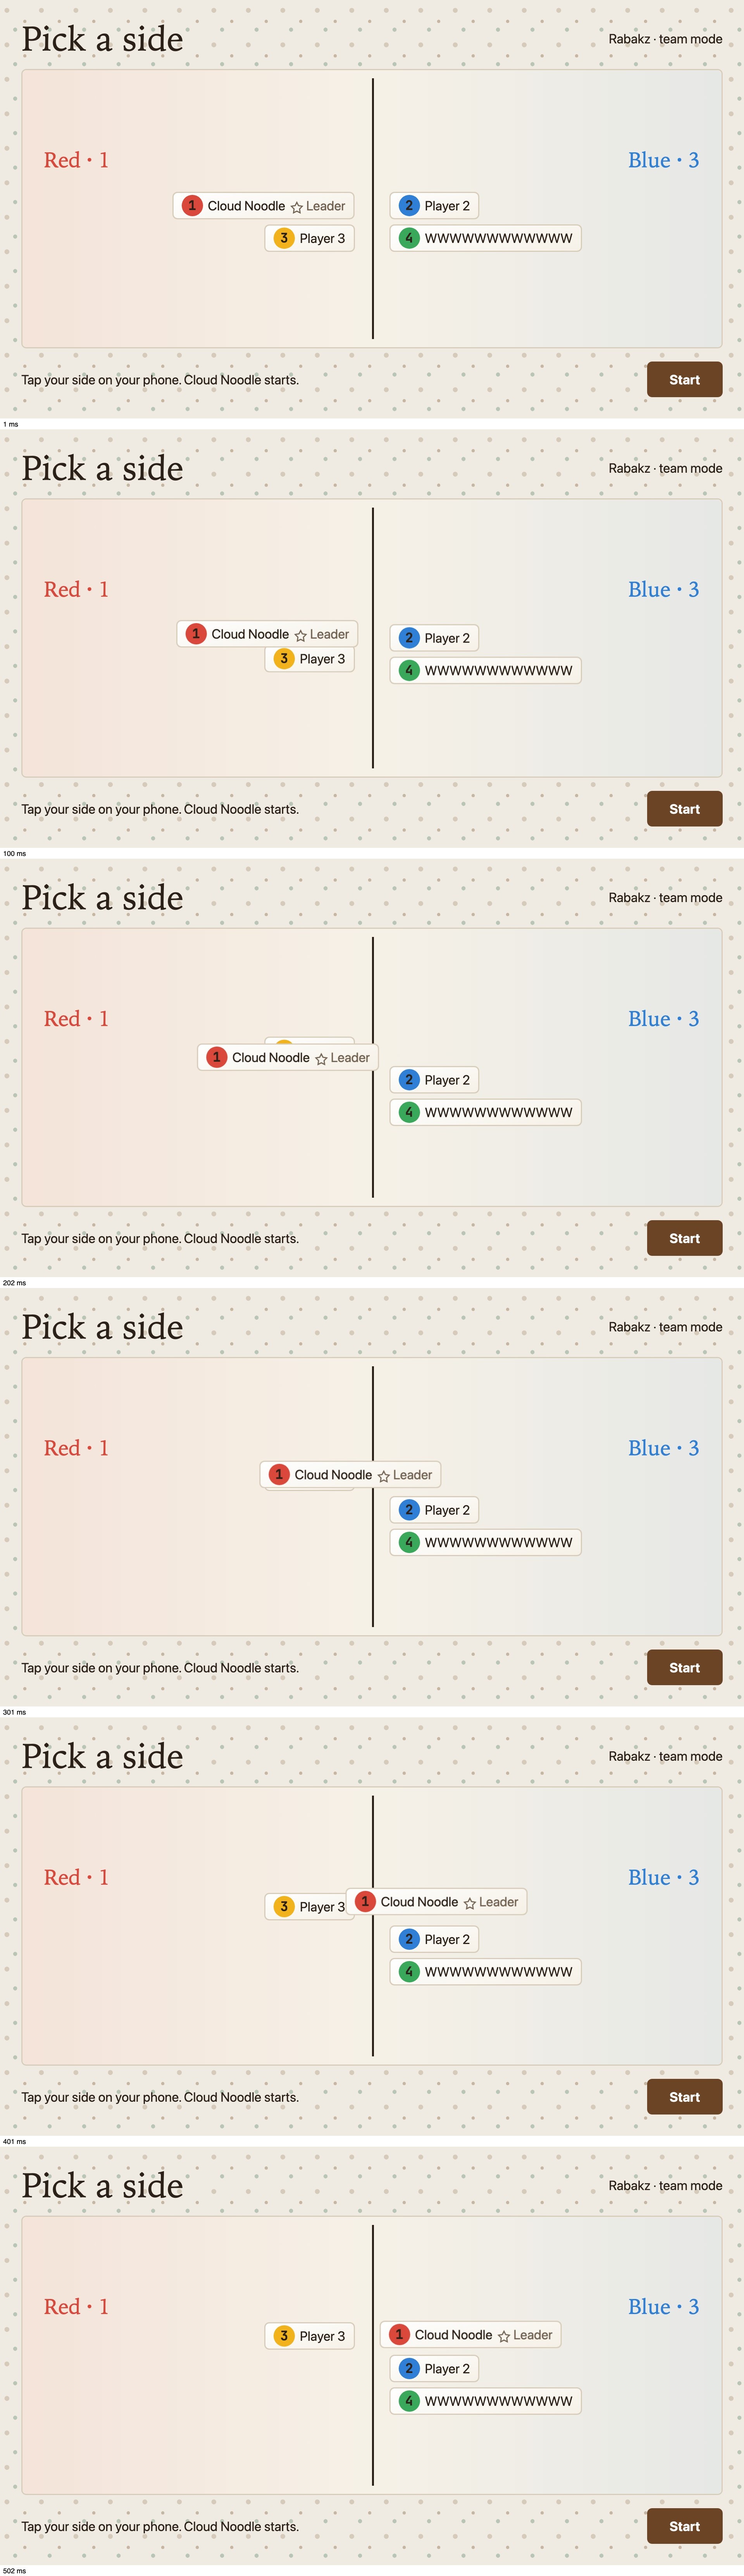 Pick a side
Rabakz · team mode
Red · 1
Blue · 3
1 Cloud Noodle ☆ Leader
2 Player 2
3 Player 3
4 WWWWWWWWWWWW
Tap your side on your phone. Cloud Noodle starts.
Start
1 ms
Pick a side
Rabakz · team mode
Red · 1
Blue · 3
1 Cloud Noodle ☆ Leader
2 Player 2
3 Player 3
4 WWWWWWWWWWWW
Tap your side on your phone. Cloud Noodle starts.
Start
100 ms
Pick a side
Rabakz · team mode
Red · 1
Blue · 3
1 Cloud Noodle ☆ Leader
2 Player 2
4 WWWWWWWWWWWW
Tap your side on your phone. Cloud Noodle starts.
Start
202 ms
Pick a side
Rabakz · team mode
Red · 1
Blue · 3
1 Cloud Noodle ☆ Leader
2 Player 2
4 WWWWWWWWWWWW
Tap your side on your phone. Cloud Noodle starts.
Start
301 ms
Pick a side
Rabakz · team mode
Red · 1
Blue · 3
3 Player 3
1 Cloud Noodle ☆ Leader
2 Player 2
4 WWWWWWWWWWWW
Tap your side on your phone. Cloud Noodle starts.
Start
401 ms
Pick a side
Rabakz · team mode
Red · 1
Blue · 3
3 Player 3
1 Cloud Noodle ☆ Leader
2 Player 2
4 WWWWWWWWWWWW
Tap your side on your phone. Cloud Noodle starts.
Start
502 ms